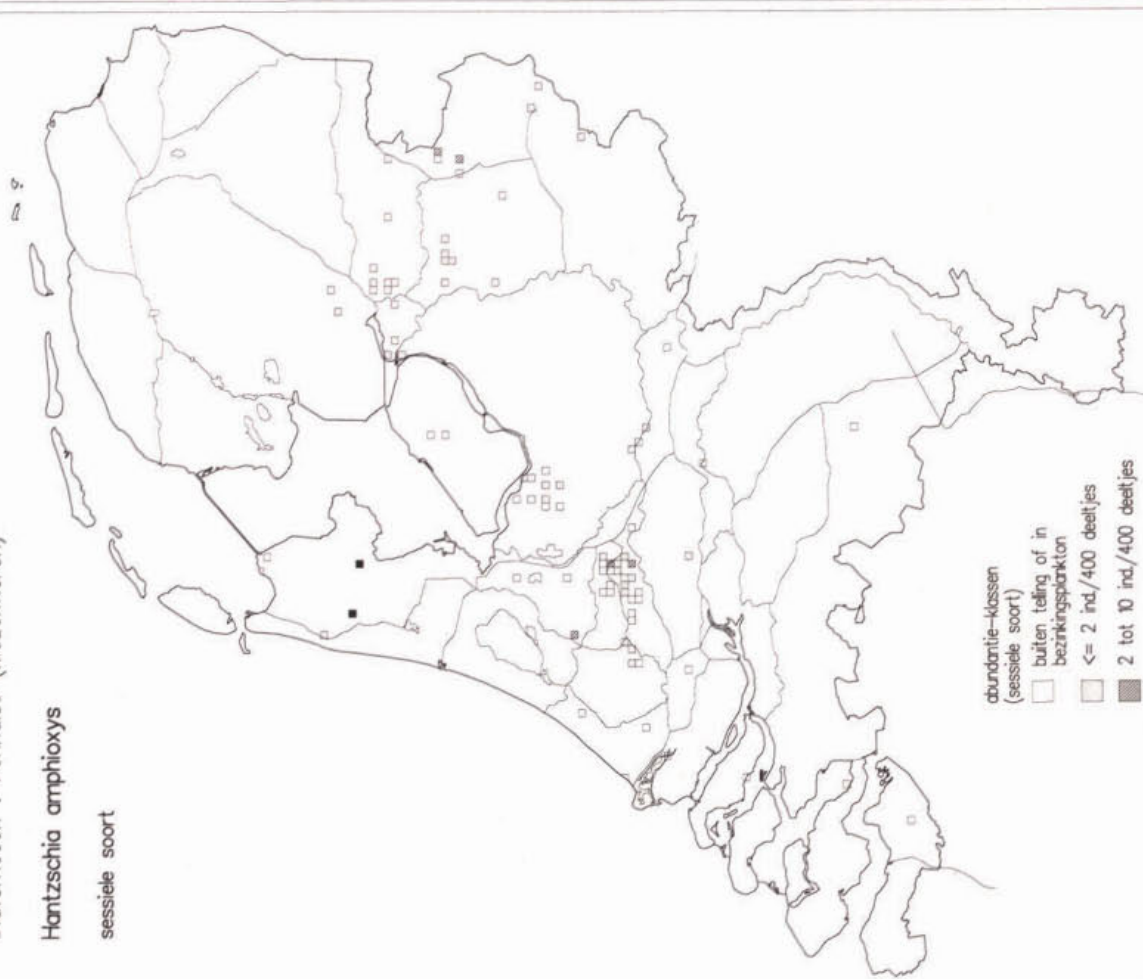 Hantzschia amphioxys
sessiele soort
abundantie-klassen
(sessiele soort)
buiten telling of in
bezinkingsplankton
<= 2 ind./400 deeltjes
2 tot 10 ind./400 deeltjes